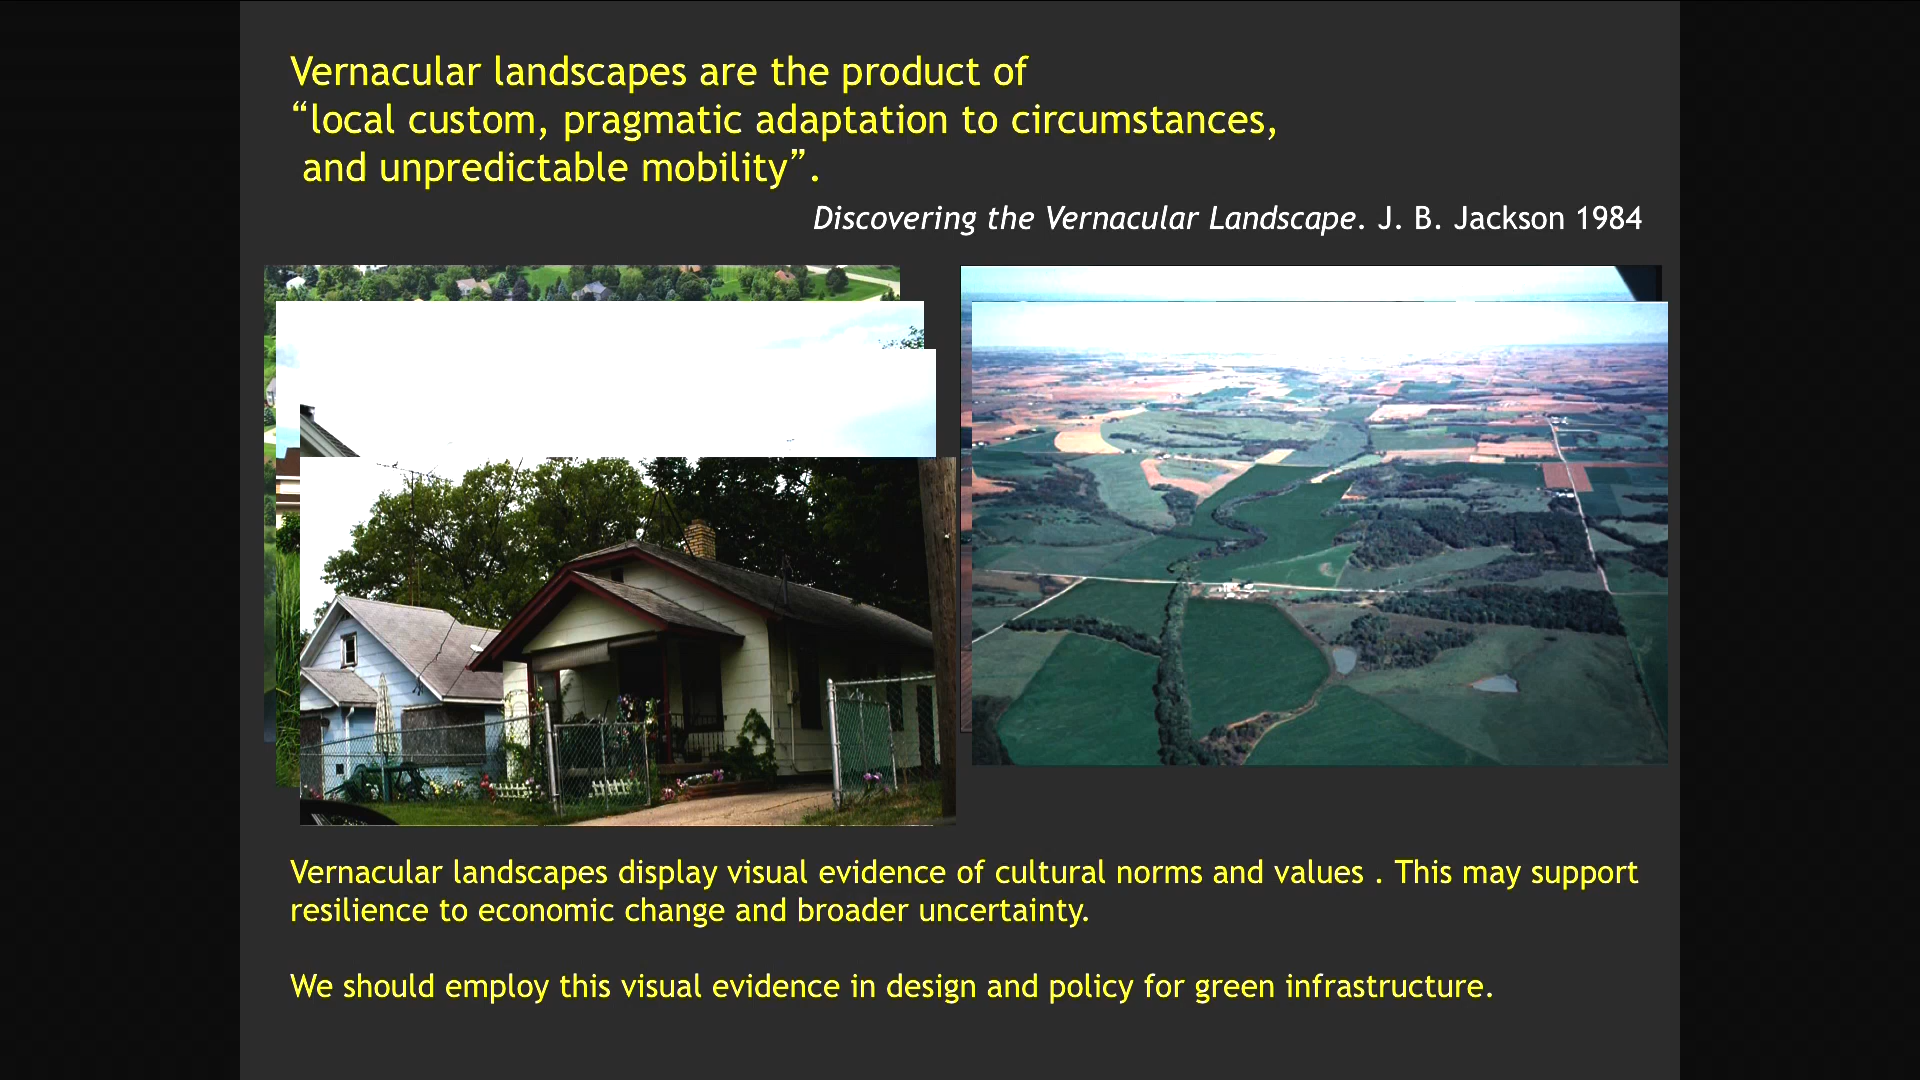 Vernacular landscapes are the product of
“local custom, pragmatic adaptation to circumstances,
and unpredictable mobility”.
Discovering the Vernacular Landscape. J. B. Jackson 1984
Vernacular landscapes display visual evidence of cultural norms and values . This may support
resilience to economic change and broader uncertainty.
We should employ this visual evidence in design and policy for green infrastructure.